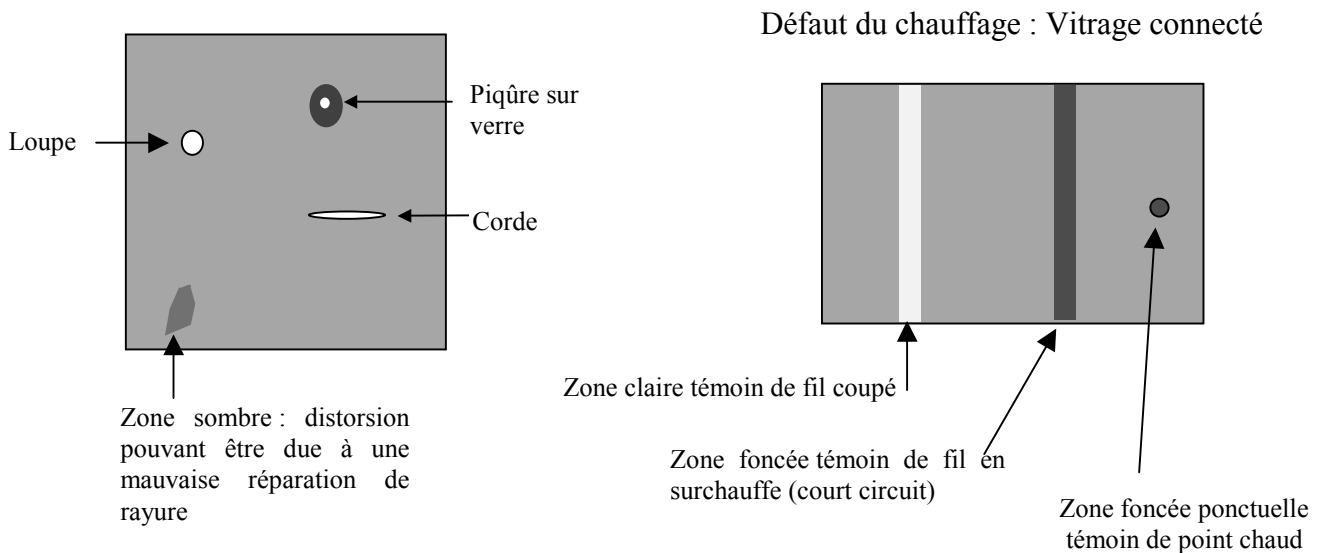 Défaut du chauffage : Vitrage connecté
Loupe
Piqûre sur
verre
Corde
Zone sombre : distorsion
pouvant être due à une
mauvaise réparation de
rayure
Zone claire témoin de fil coupé
Zone foncée témoin de fil en
surchauffe (court circuit)
Zone foncée ponctuelle
témoin de point chaud